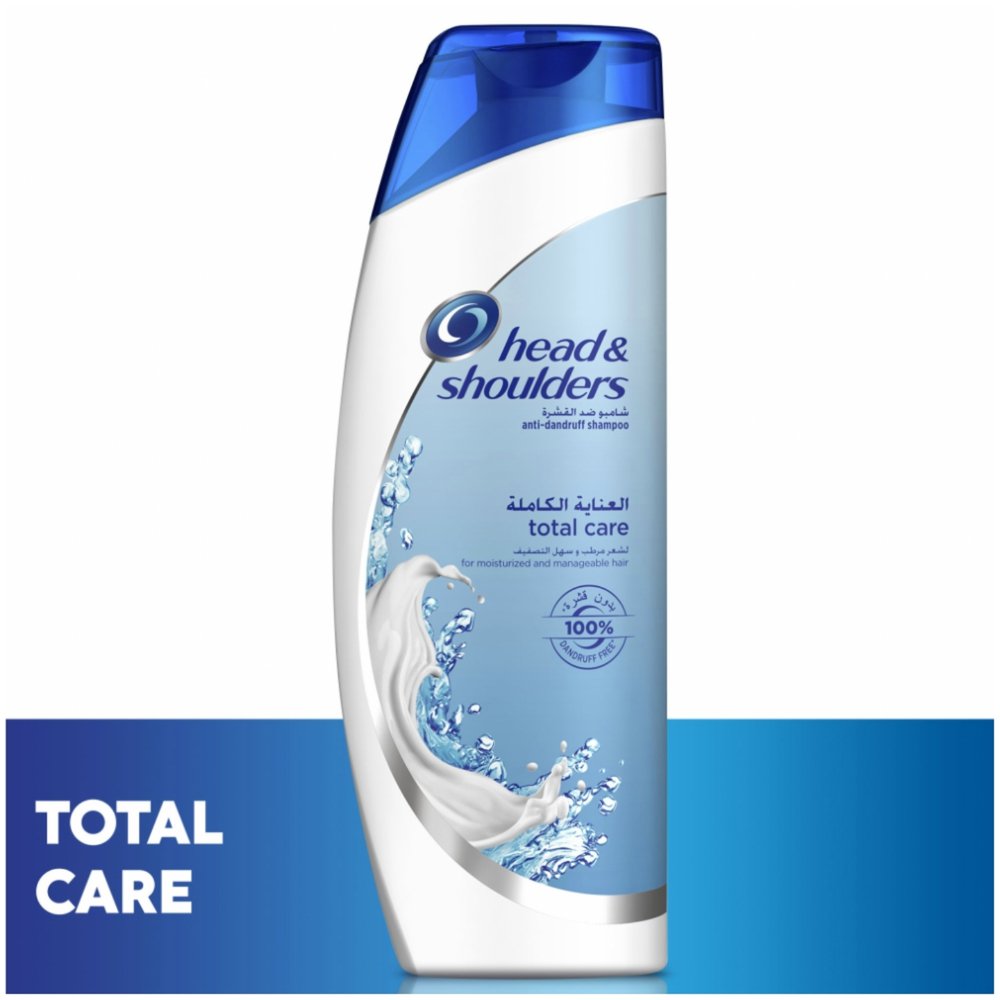 head &
shoulders
شامبو ضد القشرة
anti-dandruff shampoo
العناية الكاملة
total care
لشعر مرطب و سهل التصفيف
for moisturized and manageable hair
بدون قشرة*
100%
DANDRUFF FREE*
TOTAL
CARE